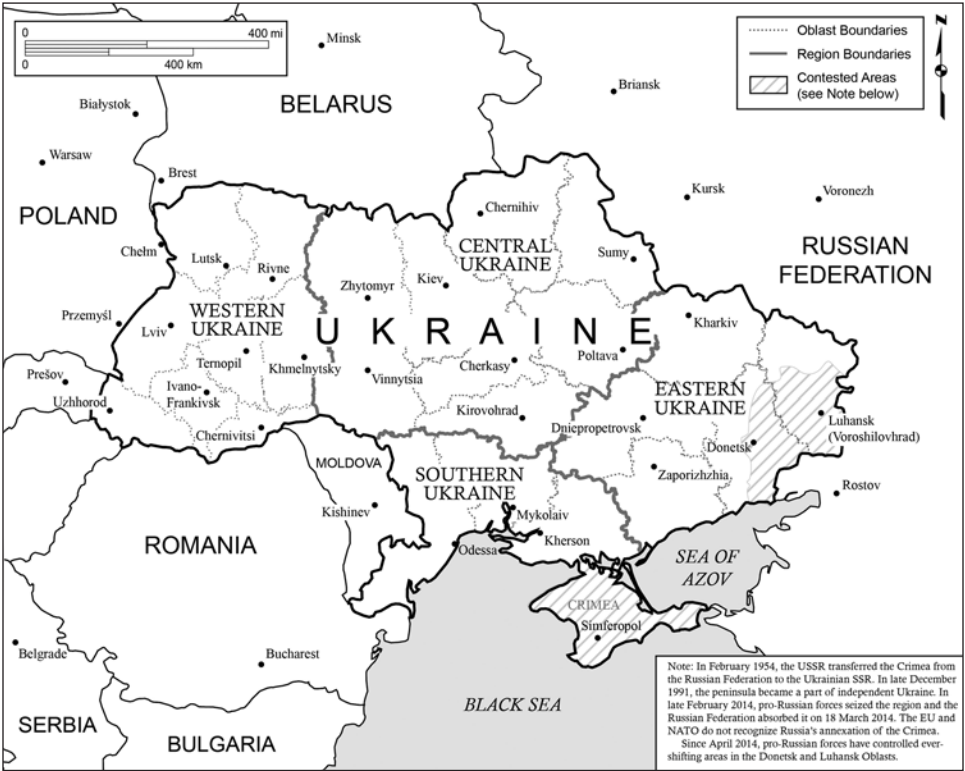 0 400 mi
0 400 km
Oblast Boundaries
Region Boundaries
Contested Areas
(see Note below)
N
Minsk
BELARUS
Briansk
Białystok
Warsaw
Brest
POLAND
Kursk
Voronezh
Chernihiv
RUSSIAN
FEDERATION
CENTRAL
UKRAINE
Chełm
Lutsk
Rivne
Sumy
Zhytomyr
Kiev
Przemyśl
Lviv
WESTERN
UKRAINE
UKRAINE
Kharkiv
Ternopil
Khmelnytsky
Vinnytsia
Cherkasy
Poltava
Prešov
Uzhhorod
Ivano-
Frankivsk
EASTERN
UKRAINE
Kirovohrad
Dniepropetrovsk
Luhansk
(Voroshilovhrad)
Chernivitsi
Donetsk
MOLDOVA
SOUTHERN
UKRAINE
Zaporizhzhia
Rostov
Kishinev
Mykolaiv
Kherson
Odessa
ROMANIA
SEA OF
AZOV
CRIMEA
Simferopol
Belgrade
Bucharest
BLACK SEA
SERBIA
BULGARIA
Note: In February 1954, the USSR transferred the Crimea from
the Russian Federation to the Ukrainian SSR. In late December
1991, the peninsula became a part of independent Ukraine. In
late February 2014, pro-Russian forces seized the region and the
Russian Federation absorbed it on 18 March 2014. The EU and
NATO do not recognize Russia's annexation of the Crimea.
Since April 2014, pro-Russian forces have controlled ever-
shifting areas in the Donetsk and Luhansk Oblasts.